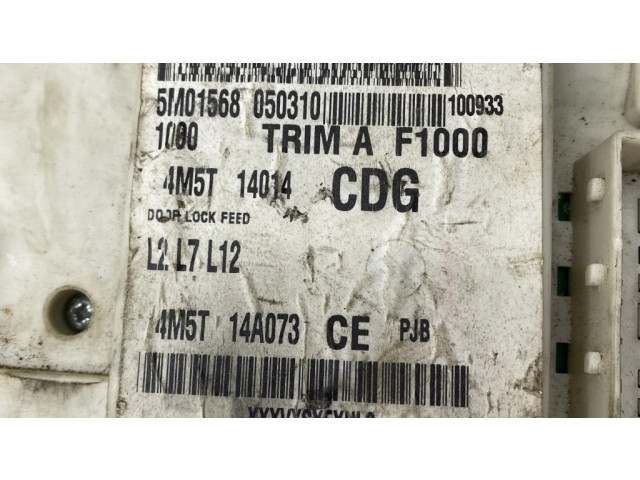 5M01568 050310 100933
1000 TRIM A F1000
4M5T 14014 CDG
DOOR LOCK FEED
L2 L7 L12
4M5T 14A073 CE PJB